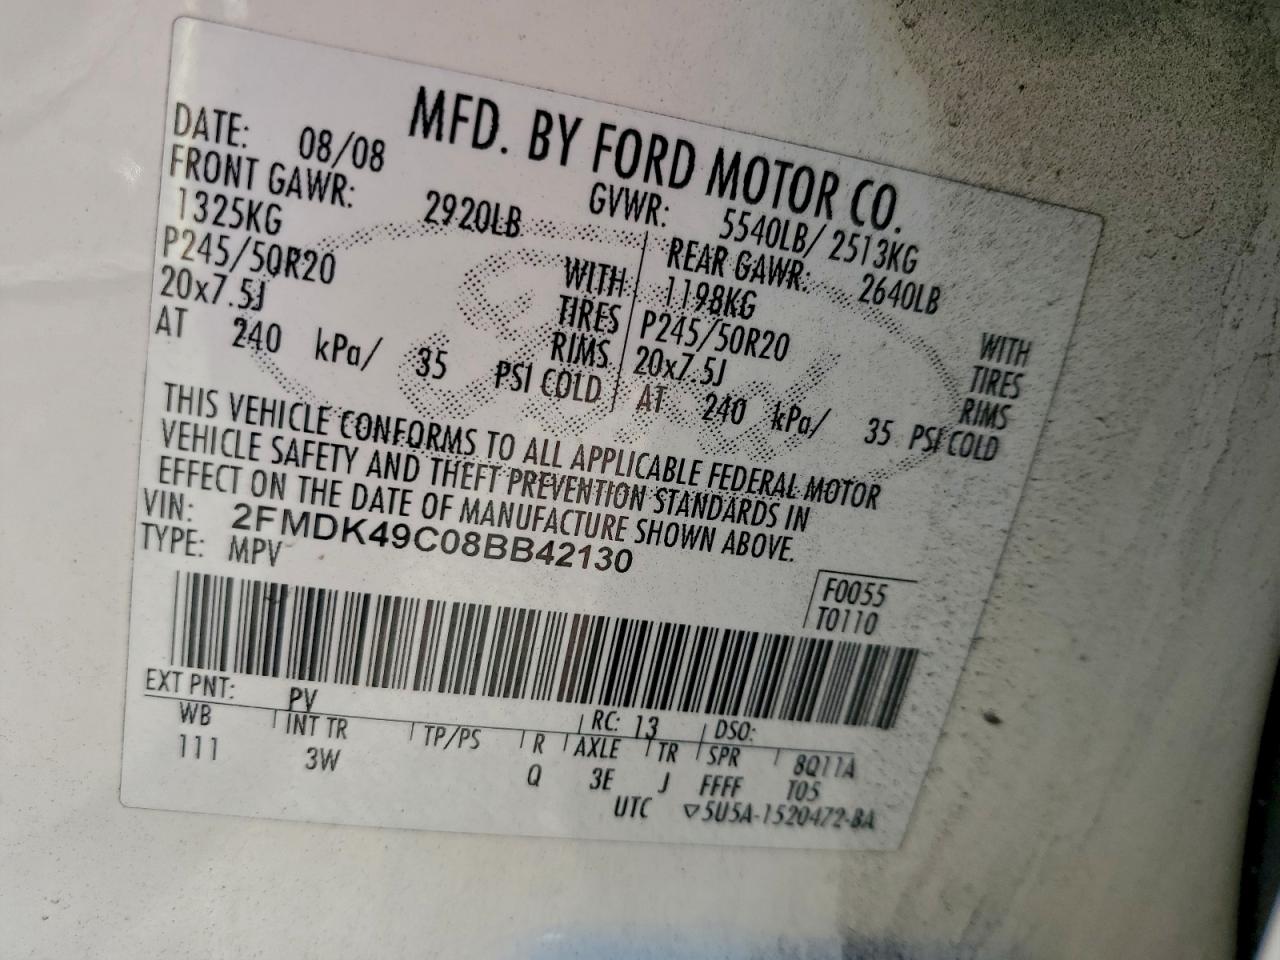 MFD. BY FORD MOTOR CO.
DATE: 08/08 GVWR: 5540LB/ 2513KG
FRONT GAWR: 2920LB REAR GAWR: 2640LB
1325KG WITH 1198KG WITH
P245/50R20 TIRES P245/50R20 TIRES
20x7.5J RIMS 20x7.5J RIMS
AT 240 kPa/ 35 PSI COLD AT 240 kPa/ 35 PSI COLD
THIS VEHICLE CONFORMS TO ALL APPLICABLE FEDERAL MOTOR
VEHICLE SAFETY AND THEFT PREVENTION STANDARDS IN
EFFECT ON THE DATE OF MANUFACTURE SHOWN ABOVE.
VIN: 2FMDK49C08BB42130
TYPE: MPV
F0055
T0110
EXT PNT: PV RC: 13 DSO:
WB INT TR TP/PS R AXLE TR SPR 8Q11A
111 3W Q 3E J FFFF T05
UTC ▽5U5A-1520472-BA